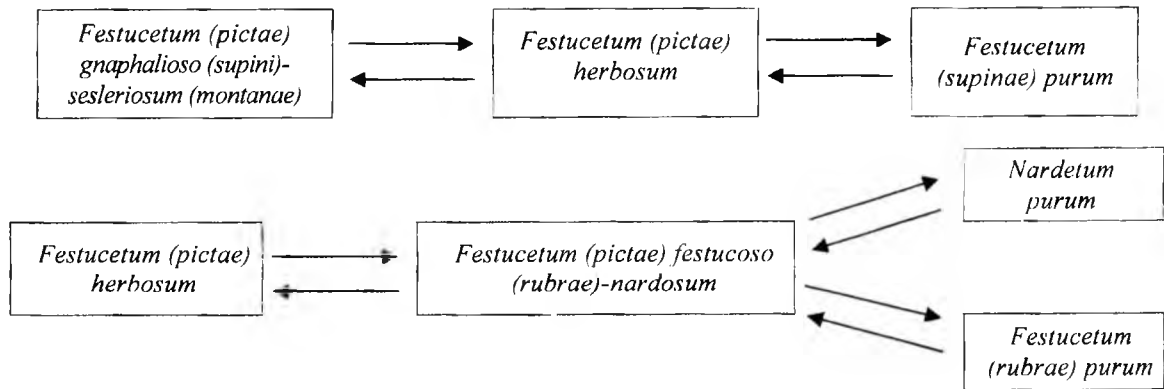 Festucetum (pictae)
gnaphalioso (supini)-
sesleriosum (montanae)
Festucetum (pictae)
herbosum
Festucetum
(supinae) purum
Nardetum
purum
Festucetum (pictae)
herbosum
Festucetum (pictae) festucoso
(rubrae)-nardosum
Festucetum
(rubrae) purum